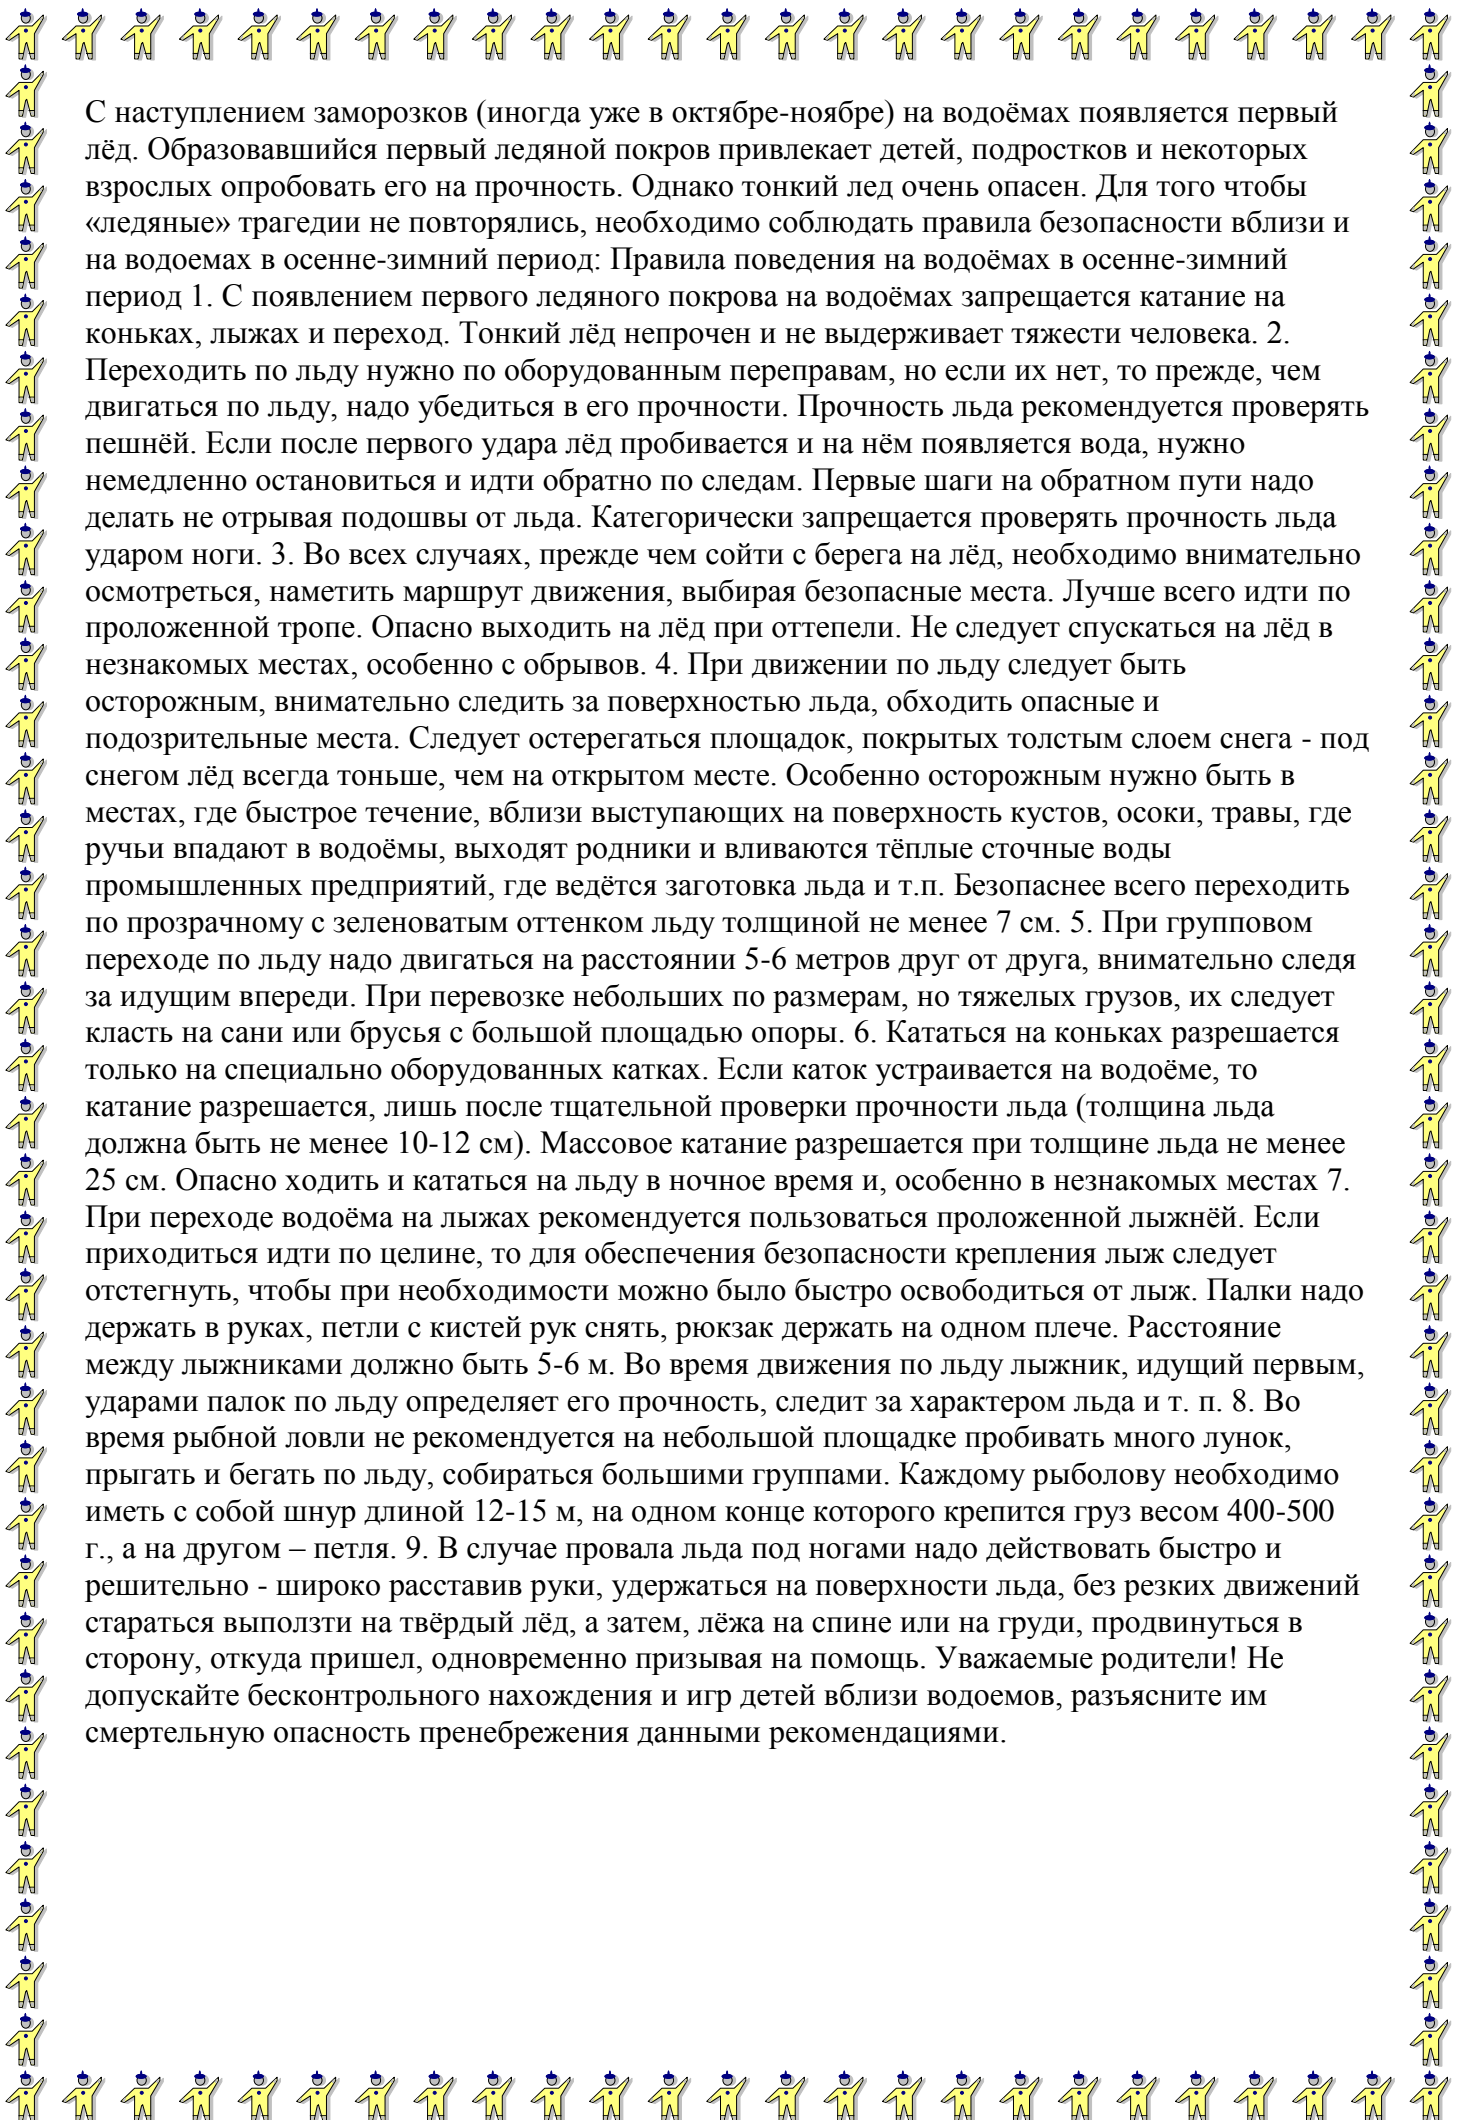 С наступлением заморозков (иногда уже в октябре-ноябре) на водоёмах появляется первый
лёд. Образовавшийся первый ледяной покров привлекает детей, подростков и некоторых
взрослых опробовать его на прочность. Однако тонкий лед очень опасен. Для того чтобы
«ледяные» трагедии не повторялись, необходимо соблюдать правила безопасности вблизи и
на водоемах в осенне-зимний период: Правила поведения на водоёмах в осенне-зимний
период 1. С появлением первого ледяного покрова на водоёмах запрещается катание на
коньках, лыжах и переход. Тонкий лёд непрочен и не выдерживает тяжести человека. 2.
Переходить по льду нужно по оборудованным переправам, но если их нет, то прежде, чем
двигаться по льду, надо убедиться в его прочности. Прочность льда рекомендуется проверять
пешнёй. Если после первого удара лёд пробивается и на нём появляется вода, нужно
немедленно остановиться и идти обратно по следам. Первые шаги на обратном пути надо
делать не отрывая подошвы от льда. Категорически запрещается проверять прочность льда
ударом ноги. 3. Во всех случаях, прежде чем сойти с берега на лёд, необходимо внимательно
осмотреться, наметить маршрут движения, выбирая безопасные места. Лучше всего идти по
проложенной тропе. Опасно выходить на лёд при оттепели. Не следует спускаться на лёд в
незнакомых местах, особенно с обрывов. 4. При движении по льду следует быть
осторожным, внимательно следить за поверхностью льда, обходить опасные и
подозрительные места. Следует остерегаться площадок, покрытых толстым слоем снега - под
снегом лёд всегда тоньше, чем на открытом месте. Особенно осторожным нужно быть в
местах, где быстрое течение, вблизи выступающих на поверхность кустов, осоки, травы, где
ручьи впадают в водоёмы, выходят родники и вливаются тёплые сточные воды
промышленных предприятий, где ведётся заготовка льда и т.п. Безопаснее всего переходить
по прозрачному с зеленоватым оттенком льду толщиной не менее 7 см. 5. При групповом
переходе по льду надо двигаться на расстоянии 5-6 метров друг от друга, внимательно следя
за идущим впереди. При перевозке небольших по размерам, но тяжелых грузов, их следует
класть на сани или брусья с большой площадью опоры. 6. Кататься на коньках разрешается
только на специально оборудованных катках. Если каток устраивается на водоёме, то
катание разрешается, лишь после тщательной проверки прочности льда (толщина льда
должна быть не менее 10-12 см). Массовое катание разрешается при толщине льда не менее
25 см. Опасно ходить и кататься на льду в ночное время и, особенно в незнакомых местах 7.
При переходе водоёма на лыжах рекомендуется пользоваться проложенной лыжнёй. Если
приходиться идти по целине, то для обеспечения безопасности крепления лыж следует
отстегнуть, чтобы при необходимости можно было быстро освободиться от лыж. Палки надо
держать в руках, петли с кистей рук снять, рюкзак держать на одном плече. Расстояние
между лыжниками должно быть 5-6 м. Во время движения по льду лыжник, идущий первым,
ударами палок по льду определяет его прочность, следит за характером льда и т. п. 8. Во
время рыбной ловли не рекомендуется на небольшой площадке пробивать много лунок,
прыгать и бегать по льду, собираться большими группами. Каждому рыболову необходимо
иметь с собой шнур длиной 12-15 м, на одном конце которого крепится груз весом 400-500
г., а на другом – петля. 9. В случае провала льда под ногами надо действовать быстро и
решительно - широко расставив руки, удержаться на поверхности льда, без резких движений
стараться выползти на твёрдый лёд, а затем, лёжа на спине или на груди, продвинуться в
сторону, откуда пришел, одновременно призывая на помощь. Уважаемые родители! Не
допускайте бесконтрольного нахождения и игр детей вблизи водоемов, разъясните им
смертельную опасность пренебрежения данными рекомендациями.